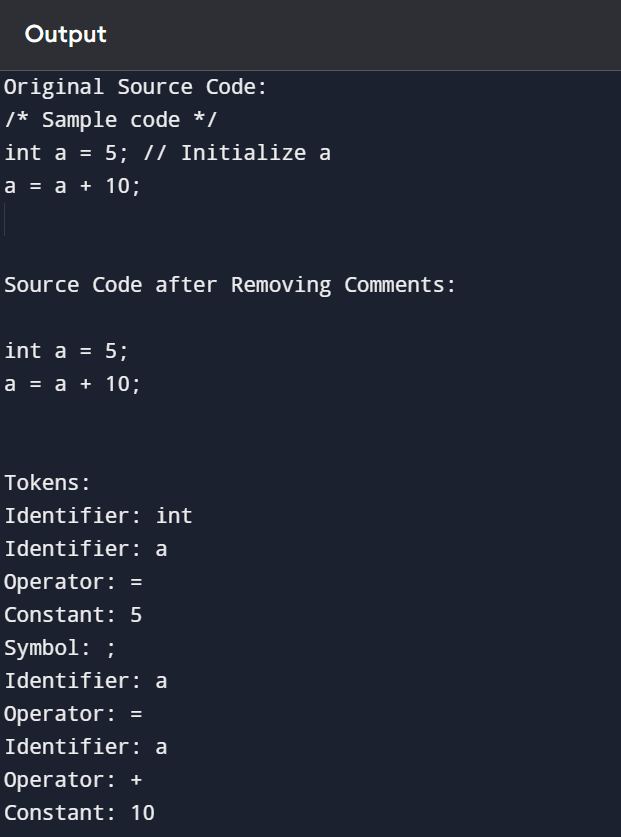 Output
Original Source Code:
/* Sample code */
int a = 5; // Initialize a
a = a + 10;
Source Code after Removing Comments:
int a = 5;
a = a + 10;
Tokens:
Identifier: int
Identifier: a
Operator: =
Constant: 5
Symbol: ;
Identifier: a
Operator: =
Identifier: a
Operator: +
Constant: 10